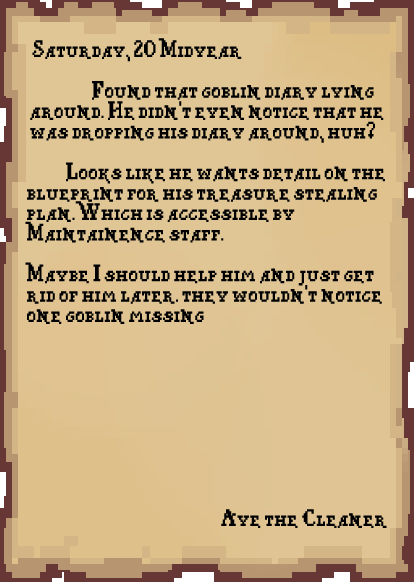 Saturday, 20 Midyear
Found that goblin diary lying
around. He didn't even notice that he
was dropping his diary around, huh?
Looks like he wants detail on the
blueprint for his treasure stealing
plan. Which is accessible by
Maintainence staff.
Maybe I should help him and just get
rid of him later. they wouldn't notice
one goblin missing
Aye the Cleaner